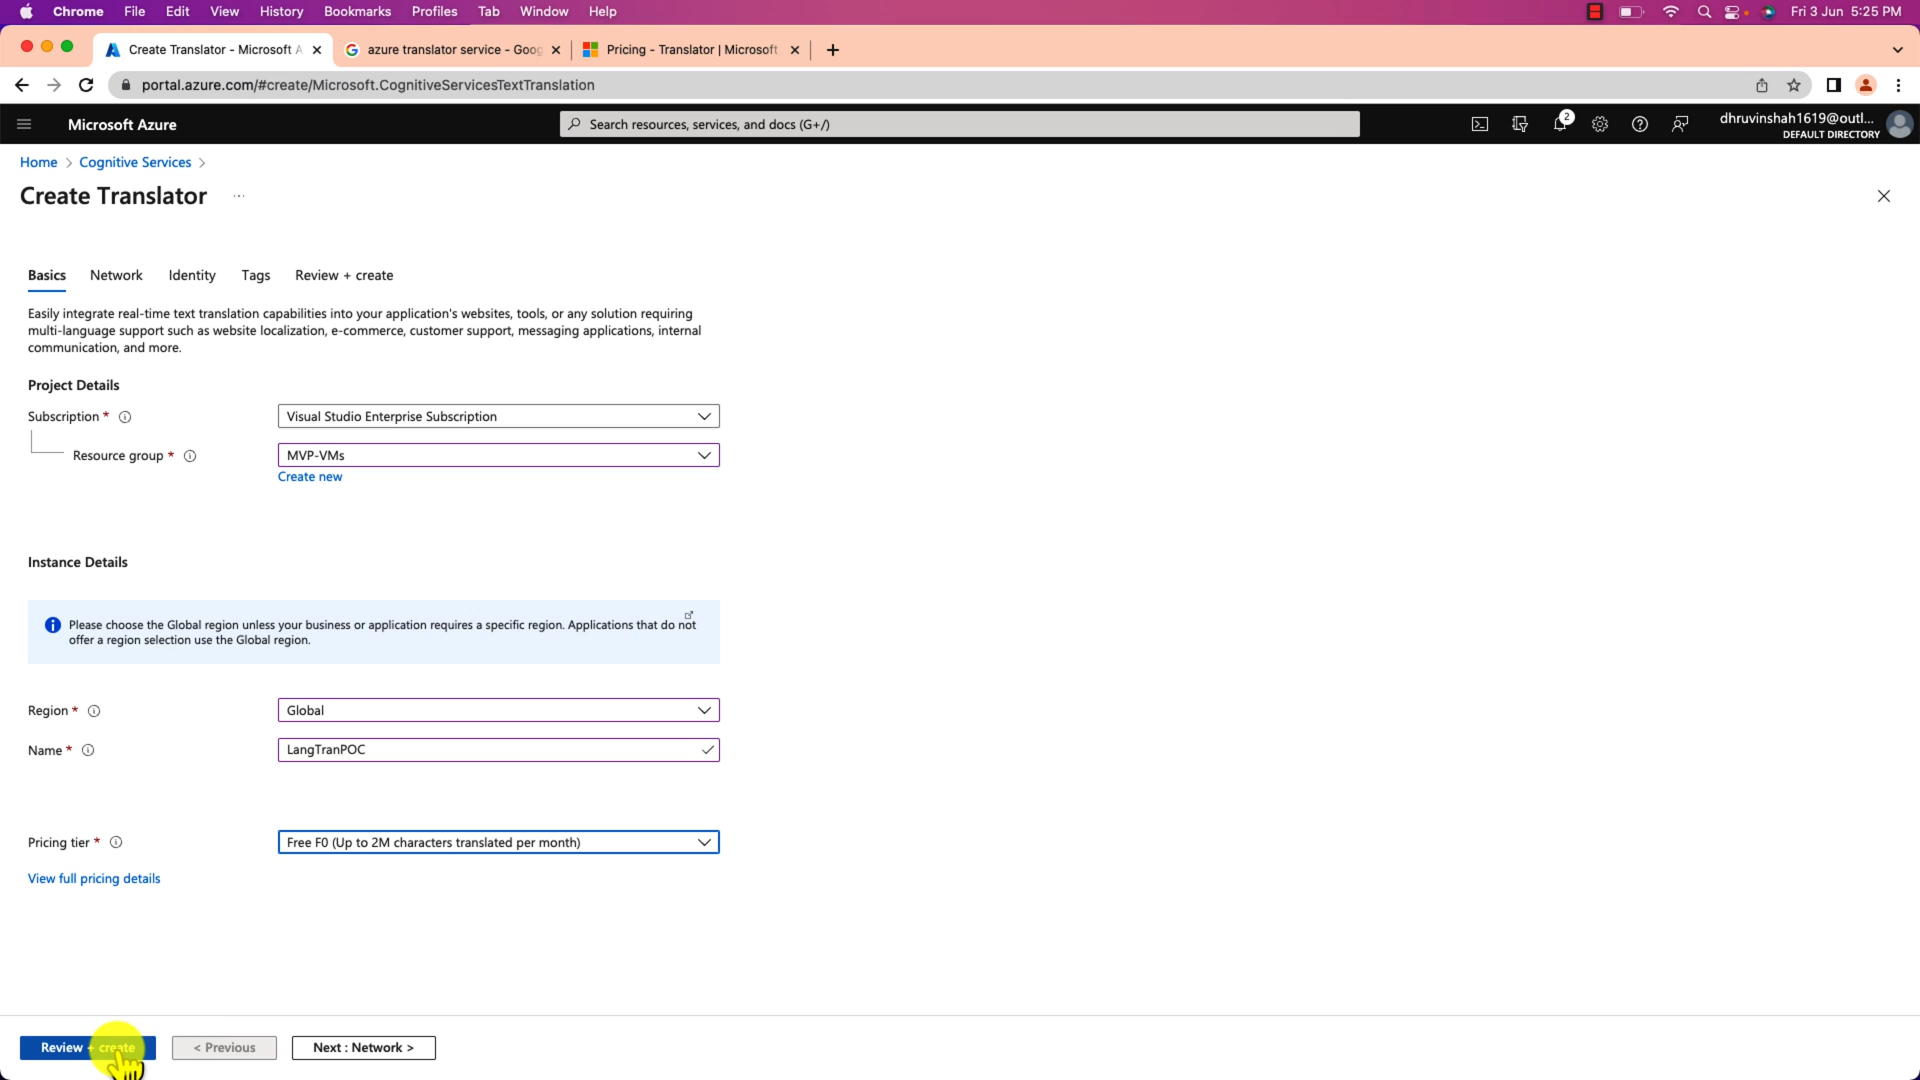 Chrome File Edit View History Bookmarks Profiles Tab Window Help Fri 3 Jun 5:25 PM
Create Translator - Microsoft A azure translator service - Goog Pricing - Translator | Microsoft
portal.azure.com/#create/Microsoft.CognitiveServicesTextTranslation
Microsoft Azure Search resources, services, and docs (G+/) 2 dhruvinshah1619@outl...
DEFAULT DIRECTORY
Home > Cognitive Services >
Create Translator ...
Basics Network Identity Tags Review + create
Easily integrate real-time text translation capabilities into your application's websites, tools, or any solution requiring
multi-language support such as website localization, e-commerce, customer support, messaging applications, internal
communication, and more.
Project Details
Subscription * Visual Studio Enterprise Subscription
Resource group * MVP-VMs
Create new
Instance Details
Please choose the Global region unless your business or application requires a specific region. Applications that do not
offer a region selection use the Global region.
Region * Global
Name * LangTranPOC
Pricing tier * Free F0 (Up to 2M characters translated per month)
View full pricing details
Review + create < Previous Next : Network >